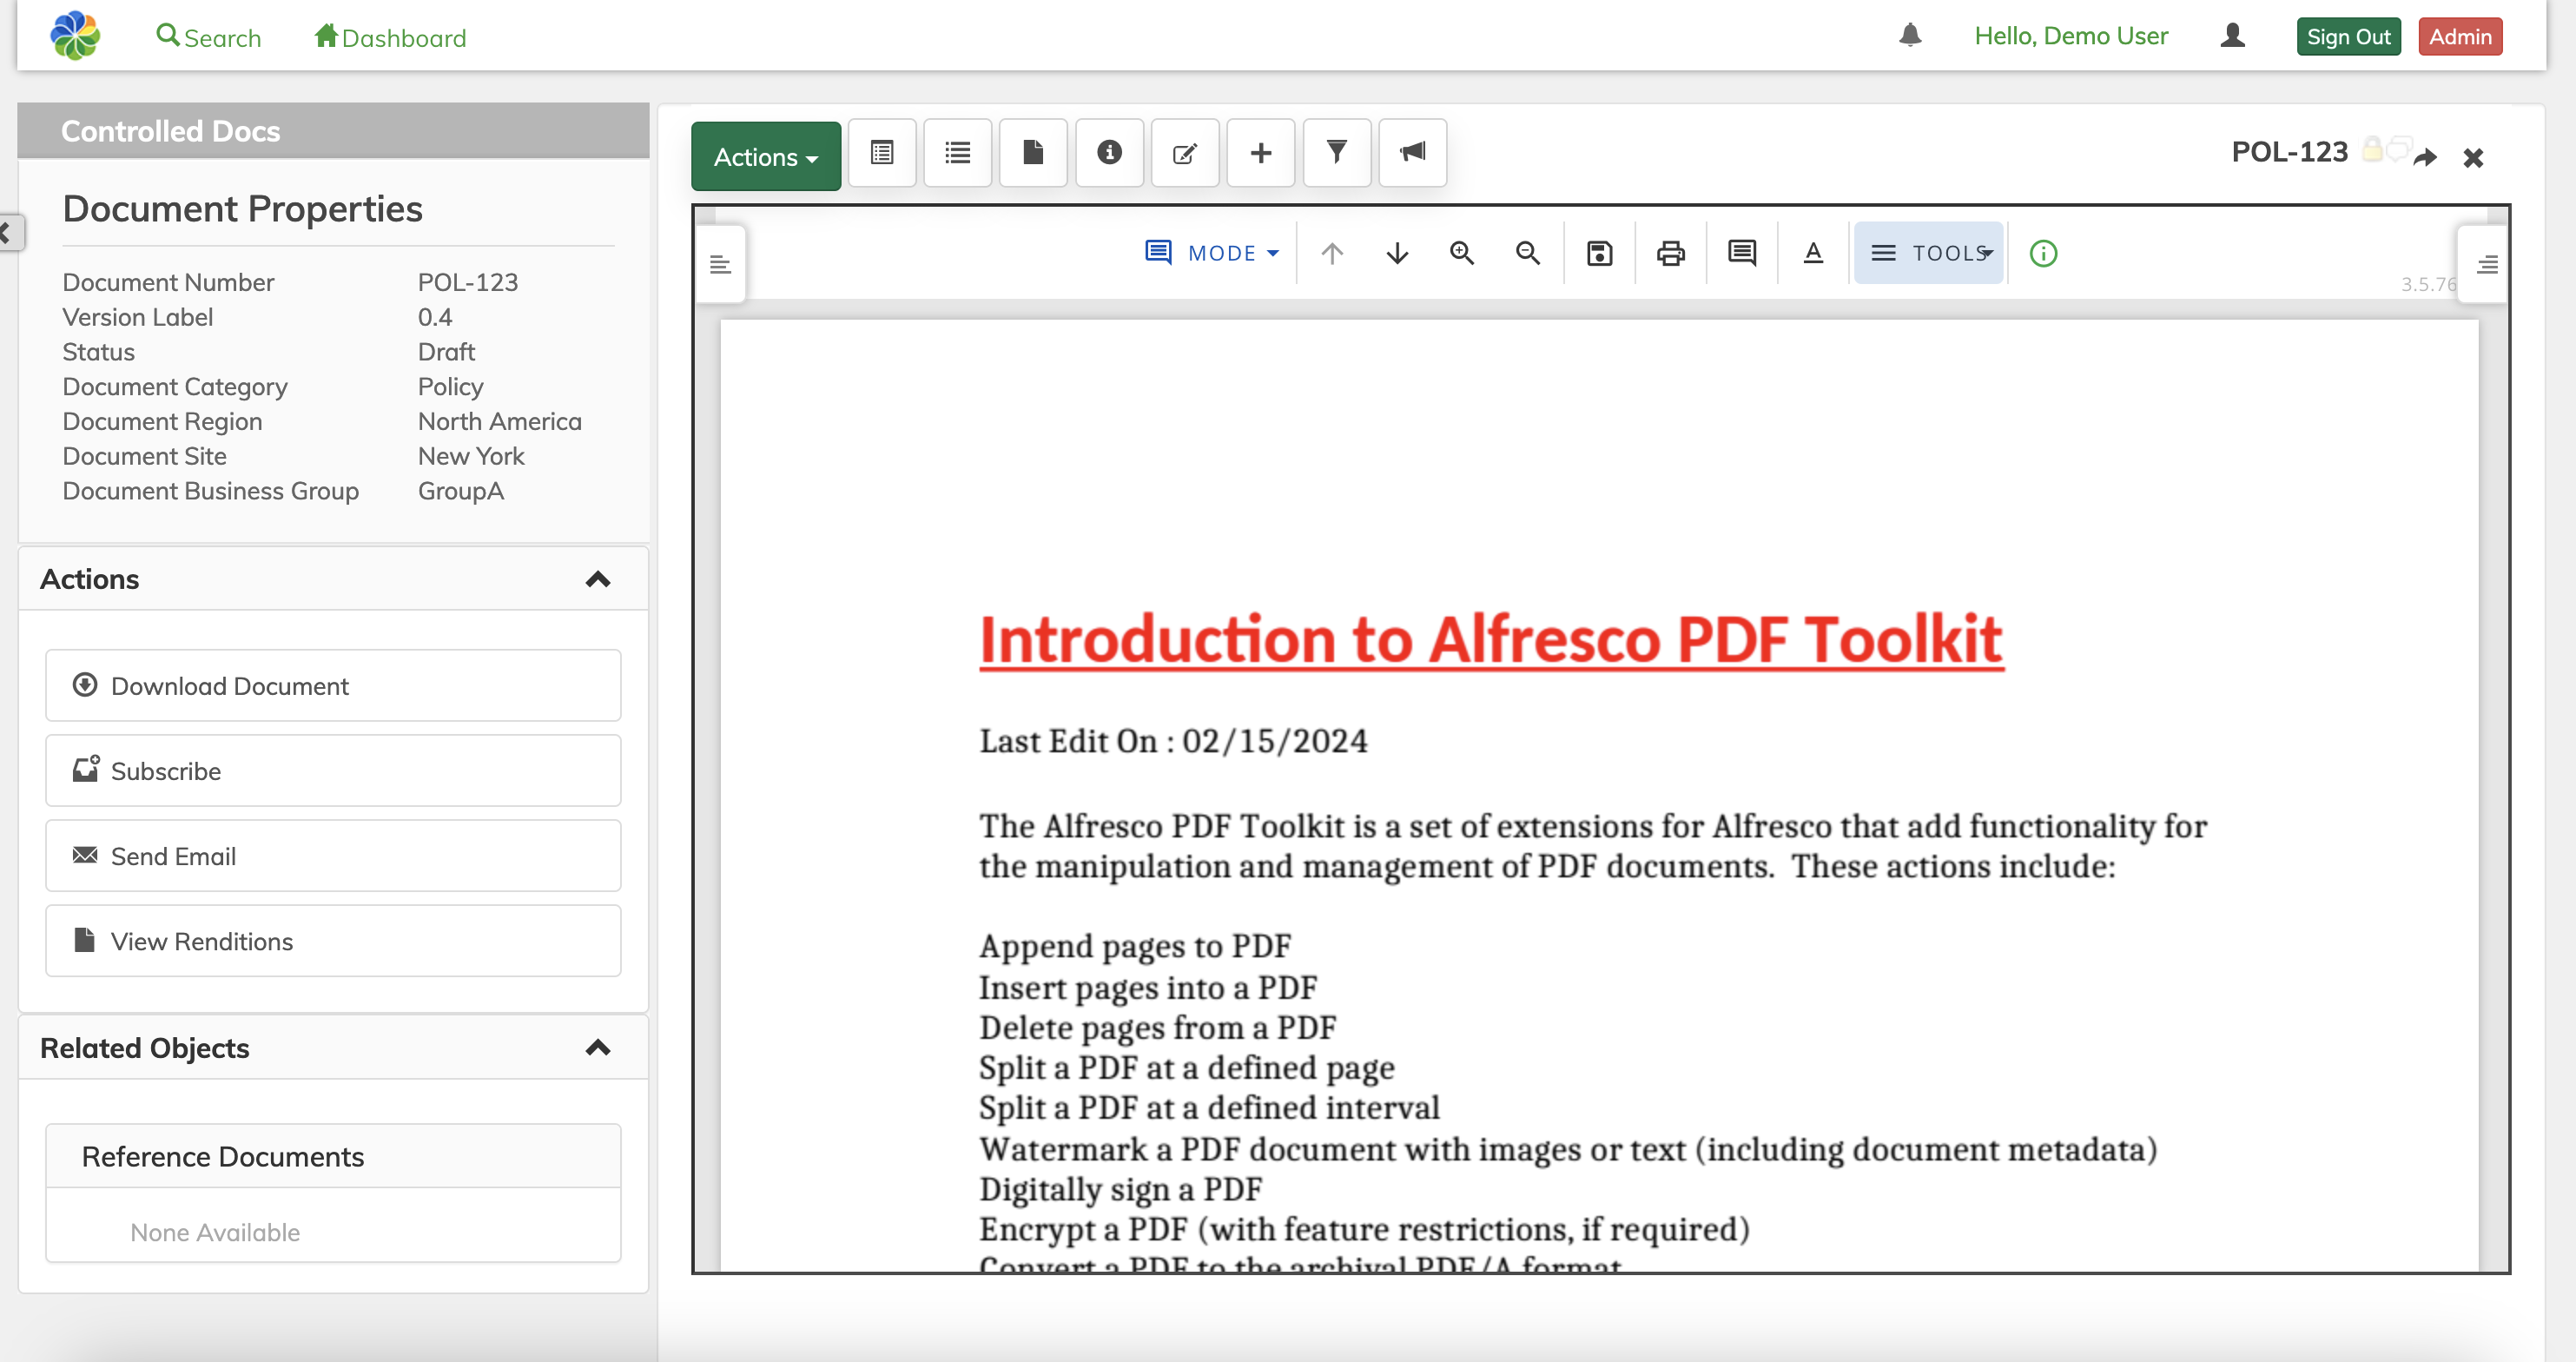 Search Dashboard Hello, Demo User Sign Out Admin
Controlled Docs
Document Properties
Document Number POL-123
Version Label 0.4
Status Draft
Document Category Policy
Document Region North America
Document Site New York
Document Business Group GroupA
Actions
Download Document
Subscribe
Send Email
View Renditions
Related Objects
Reference Documents
None Available
Actions POL-123
MODE A TOOLS
3.5.76
Introduction to Alfresco PDF Toolkit
Last Edit On : 02/15/2024
The Alfresco PDF Toolkit is a set of extensions for Alfresco that add functionality for
the manipulation and management of PDF documents.  These actions include:
Append pages to PDF
Insert pages into a PDF
Delete pages from a PDF
Split a PDF at a defined page
Split a PDF at a defined interval
Watermark a PDF document with images or text (including document metadata)
Digitally sign a PDF
Encrypt a PDF (with feature restrictions, if required)
Convert a PDF to the archival PDF/A format